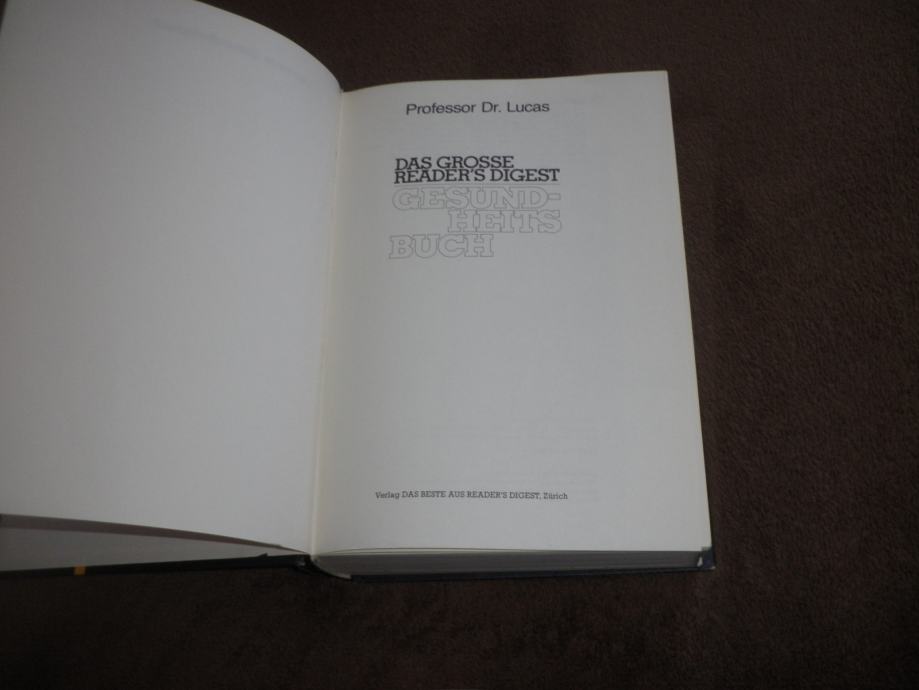 Professor Dr. Lucas
DAS GROSSE
READER'S DIGEST
GESUND-
HEITS
BUCH
Verlag DAS BESTE AUS READER'S DIGEST, Zürich